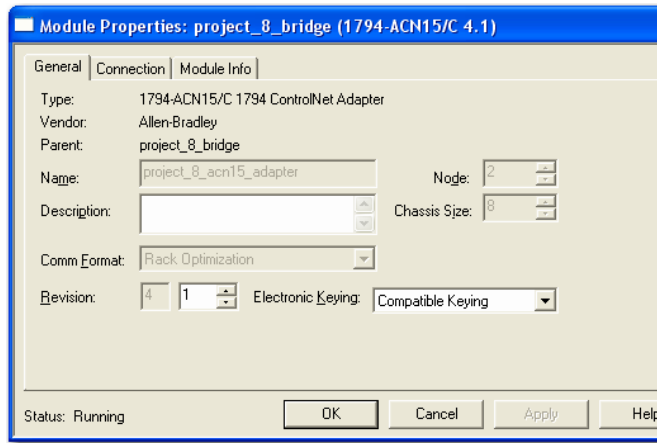 Module Properties: project_8_bridge (1794-ACN15/C 4.1)
General Connection Module Info
Type: 1794-ACN15/C 1794 ControlNet Adapter
Vendor: Allen-Bradley
Parent: project_8_bridge
Name: project_8_acn15_adapter Node: 2
Description: Chassis Size: 8
Comm Format: Rack Optimization
Revision: 4 1 Electronic Keying: Compatible Keying
Status: Running OK Cancel Apply Help